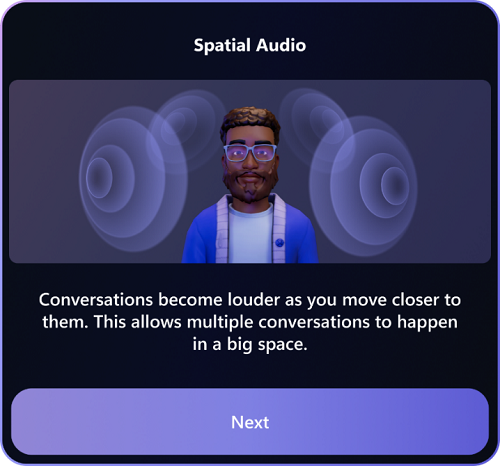 Spatial Audio
Conversations become louder as you move closer to
them. This allows multiple conversations to happen
in a big space.
Next